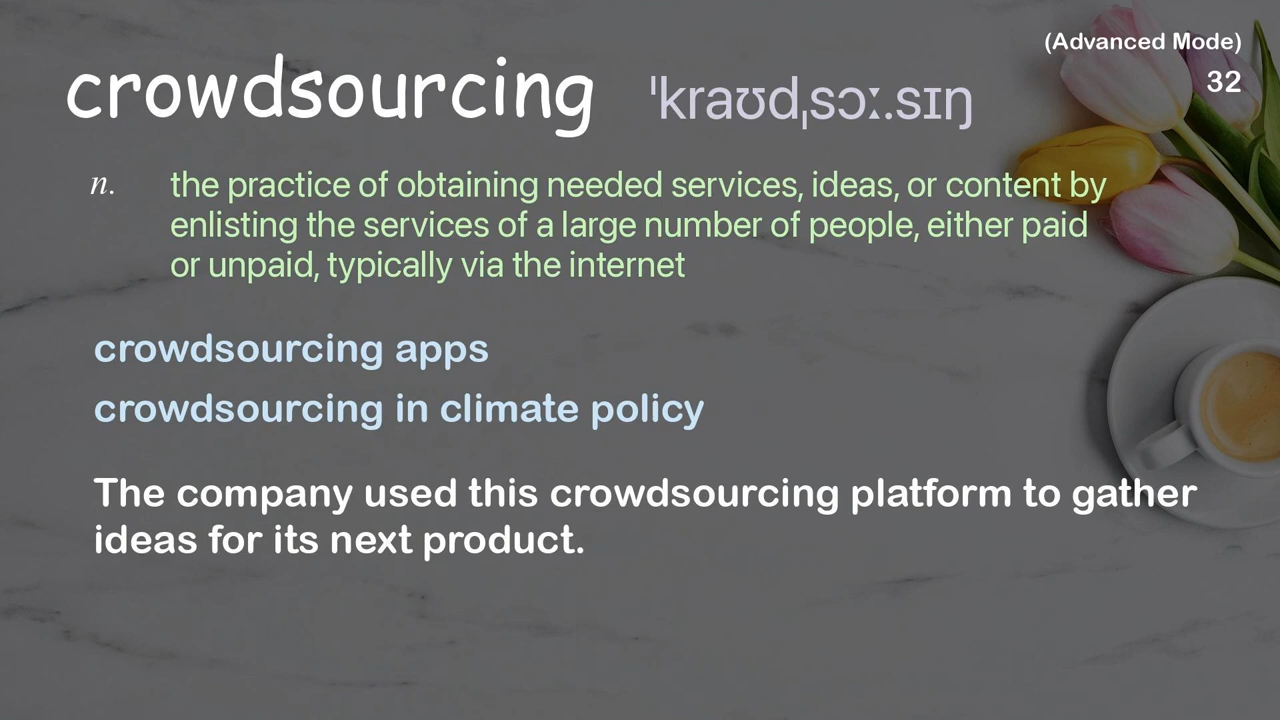 (Advanced Mode)
32
crowdsourcing ˈkraʊdˌsɔː.sɪŋ
n. the practice of obtaining needed services, ideas, or content by
enlisting the services of a large number of people, either paid
or unpaid, typically via the internet
crowdsourcing apps
crowdsourcing in climate policy
The company used this crowdsourcing platform to gather
ideas for its next product.